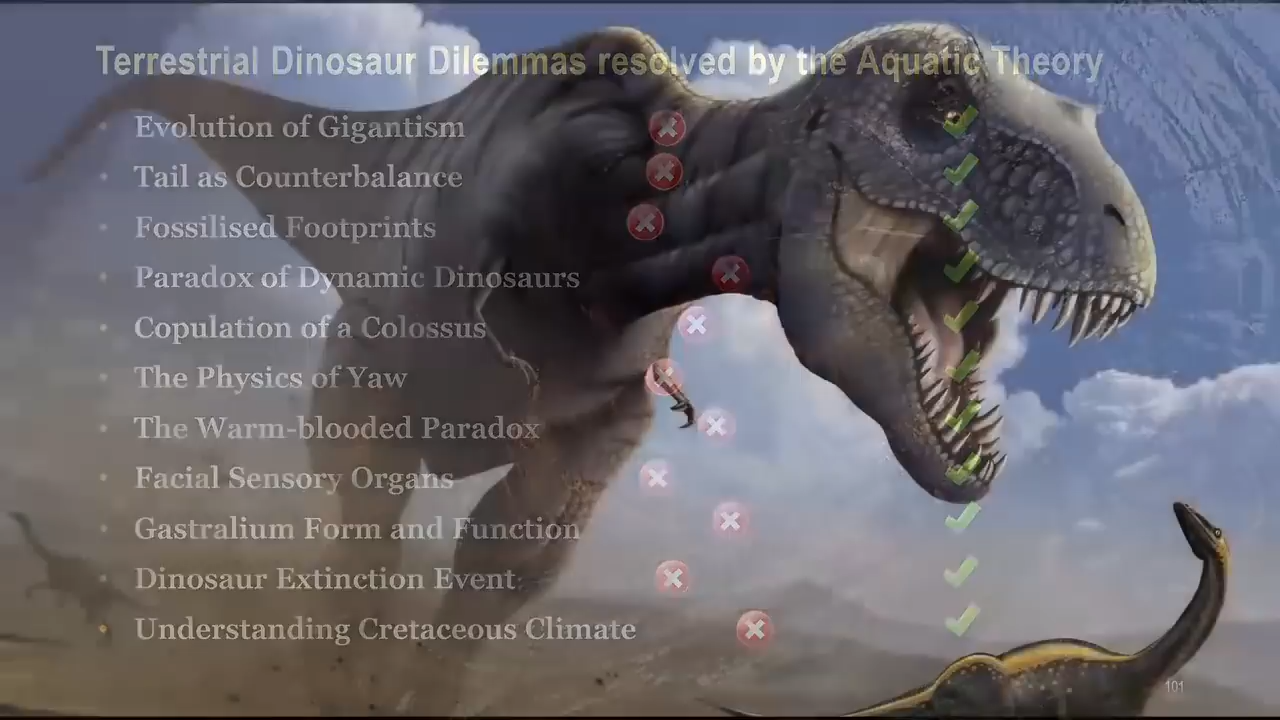 Terrestrial Dinosaur Dilemmas resolved by the Aquatic Theory
Evolution of Gigantism
Tail as Counterbalance
Fossilised Footprints
Paradox of Dynamic Dinosaurs
Copulation of a Colossus
The Physics of Yaw
The Warm-blooded Paradox
Facial Sensory Organs
Gastralium Form and Function
Dinosaur Extinction Event
Understanding Cretaceous Climate
101